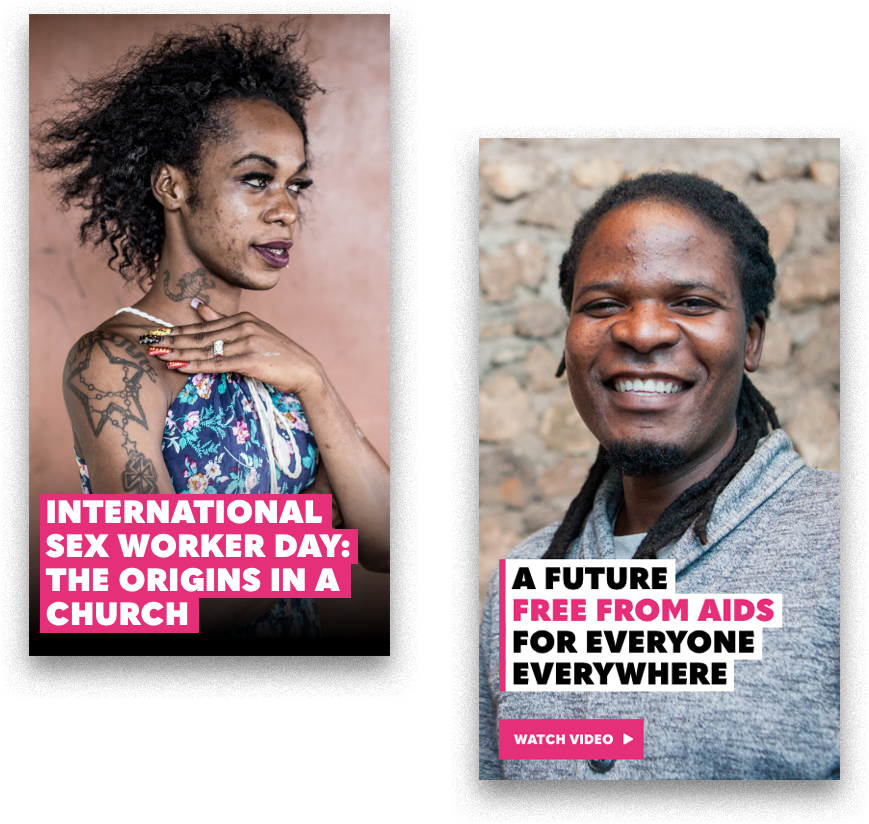 INTERNATIONAL
SEX WORKER DAY:
THE ORIGINS IN A
CHURCH
A FUTURE
FREE FROM AIDS
FOR EVERYONE
EVERYWHERE
WATCH VIDEO